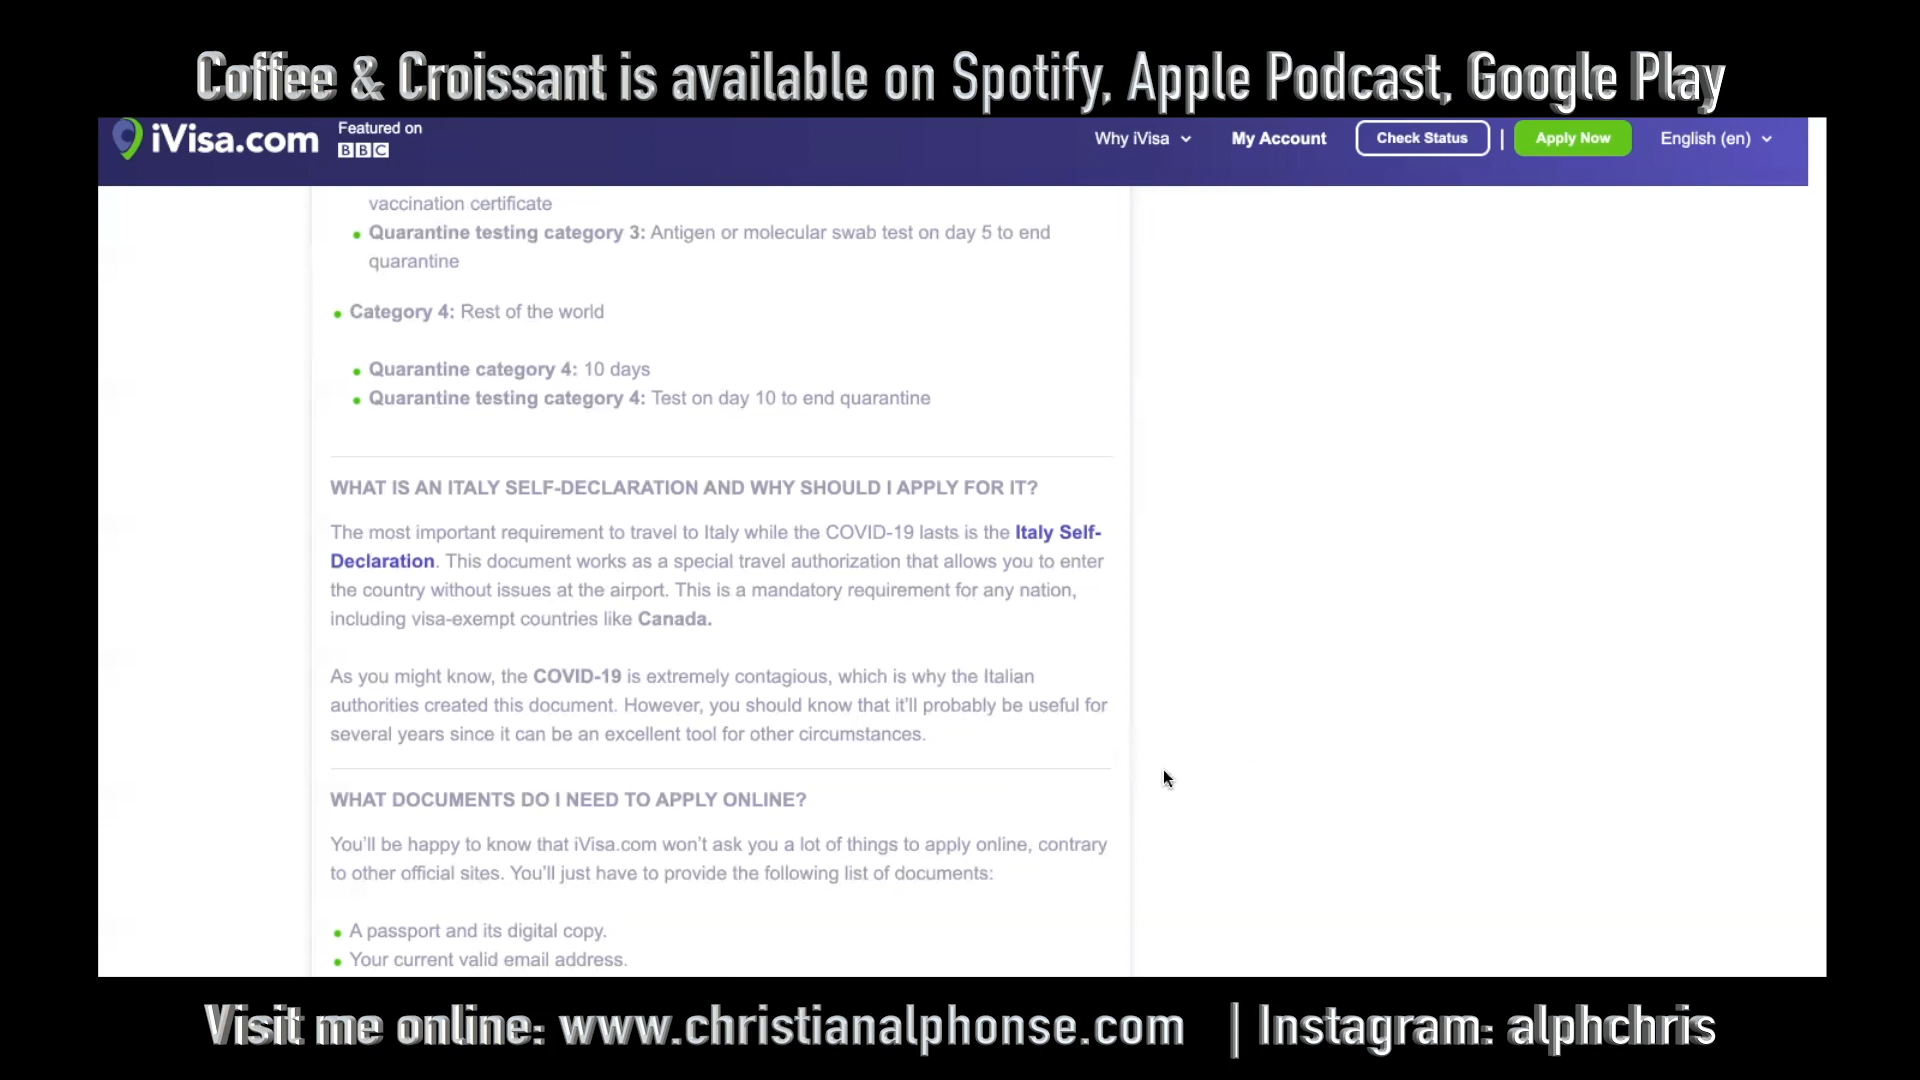 Coffee & Croissant is available on Spotify, Apple Podcast, Google Play
iVisa.com
Featured on
BBC
Why iVisa
My Account
Check Status
|
Apply Now
English (en)
vaccination certificate
Quarantine testing category 3: Antigen or molecular swab test on day 5 to end
quarantine
Category 4: Rest of the world
Quarantine category 4: 10 days
Quarantine testing category 4: Test on day 10 to end quarantine
WHAT IS AN ITALY SELF-DECLARATION AND WHY SHOULD I APPLY FOR IT?
The most important requirement to travel to Italy while the COVID-19 lasts is the Italy Self-
Declaration. This document works as a special travel authorization that allows you to enter
the country without issues at the airport. This is a mandatory requirement for any nation,
including visa-exempt countries like Canada.
As you might know, the COVID-19 is extremely contagious, which is why the Italian
authorities created this document. However, you should know that it’ll probably be useful for
several years since it can be an excellent tool for other circumstances.
WHAT DOCUMENTS DO I NEED TO APPLY ONLINE?
You’ll be happy to know that iVisa.com won’t ask you a lot of things to apply online, contrary
to other official sites. You’ll just have to provide the following list of documents:
A passport and its digital copy.
Your current valid email address.
Visit me online: www.christianalphonse.com | Instagram: alphchris